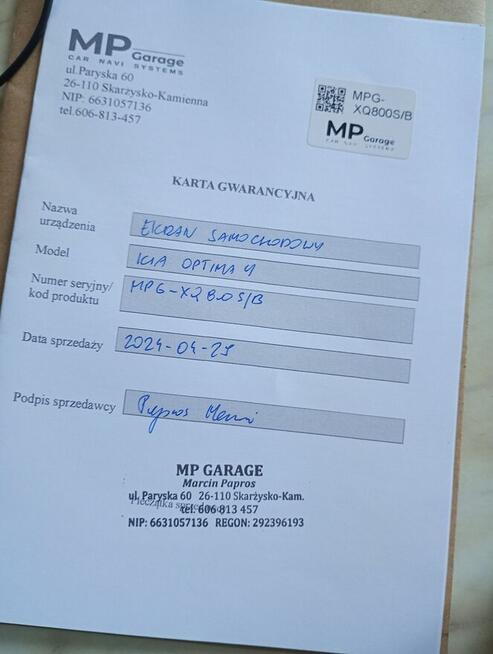 MP Garage
CAR NAVI SYSTEMS
ul.Paryska 60
26-110 Skarżysko-Kamienna
NIP: 6631057136
tel.606-813-457
MPG-
XQ800S/B
MP Garage
CAR NAVI SYSTEMS
KARTA GWARANCYJNA
Nazwa
urządzenia
EKRAN SAMOCHODOWY
Model
KIA OPTIMA 4
Numer seryjny/
kod produktu
MPG-XQ800S/B
Data sprzedaży
2024-04-25
Podpis sprzedawcy
Papros
MP GARAGE
Marcin Papros
ul. Paryska 60 26-110 Skarżysko-Kam.
Pieczątka sprzedawcy
tel. 606 813 457
NIP: 6631057136 REGON: 292396193